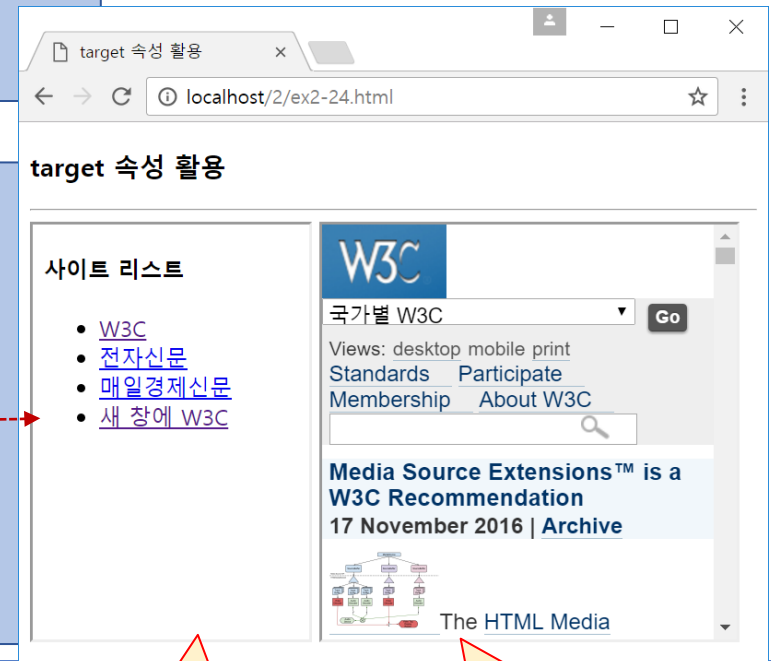 target 속성 활용
localhost/2/ex2-24.html
target 속성 활용
사이트 리스트
W3C
전자신문
매일경제신문
새 창에 W3C
W3C
국가별 W3C
Go
Views: desktop mobile print
Standards Participate
Membership About W3C
Media Source Extensions™ is a
W3C Recommendation
17 November 2016 | Archive
The HTML Media